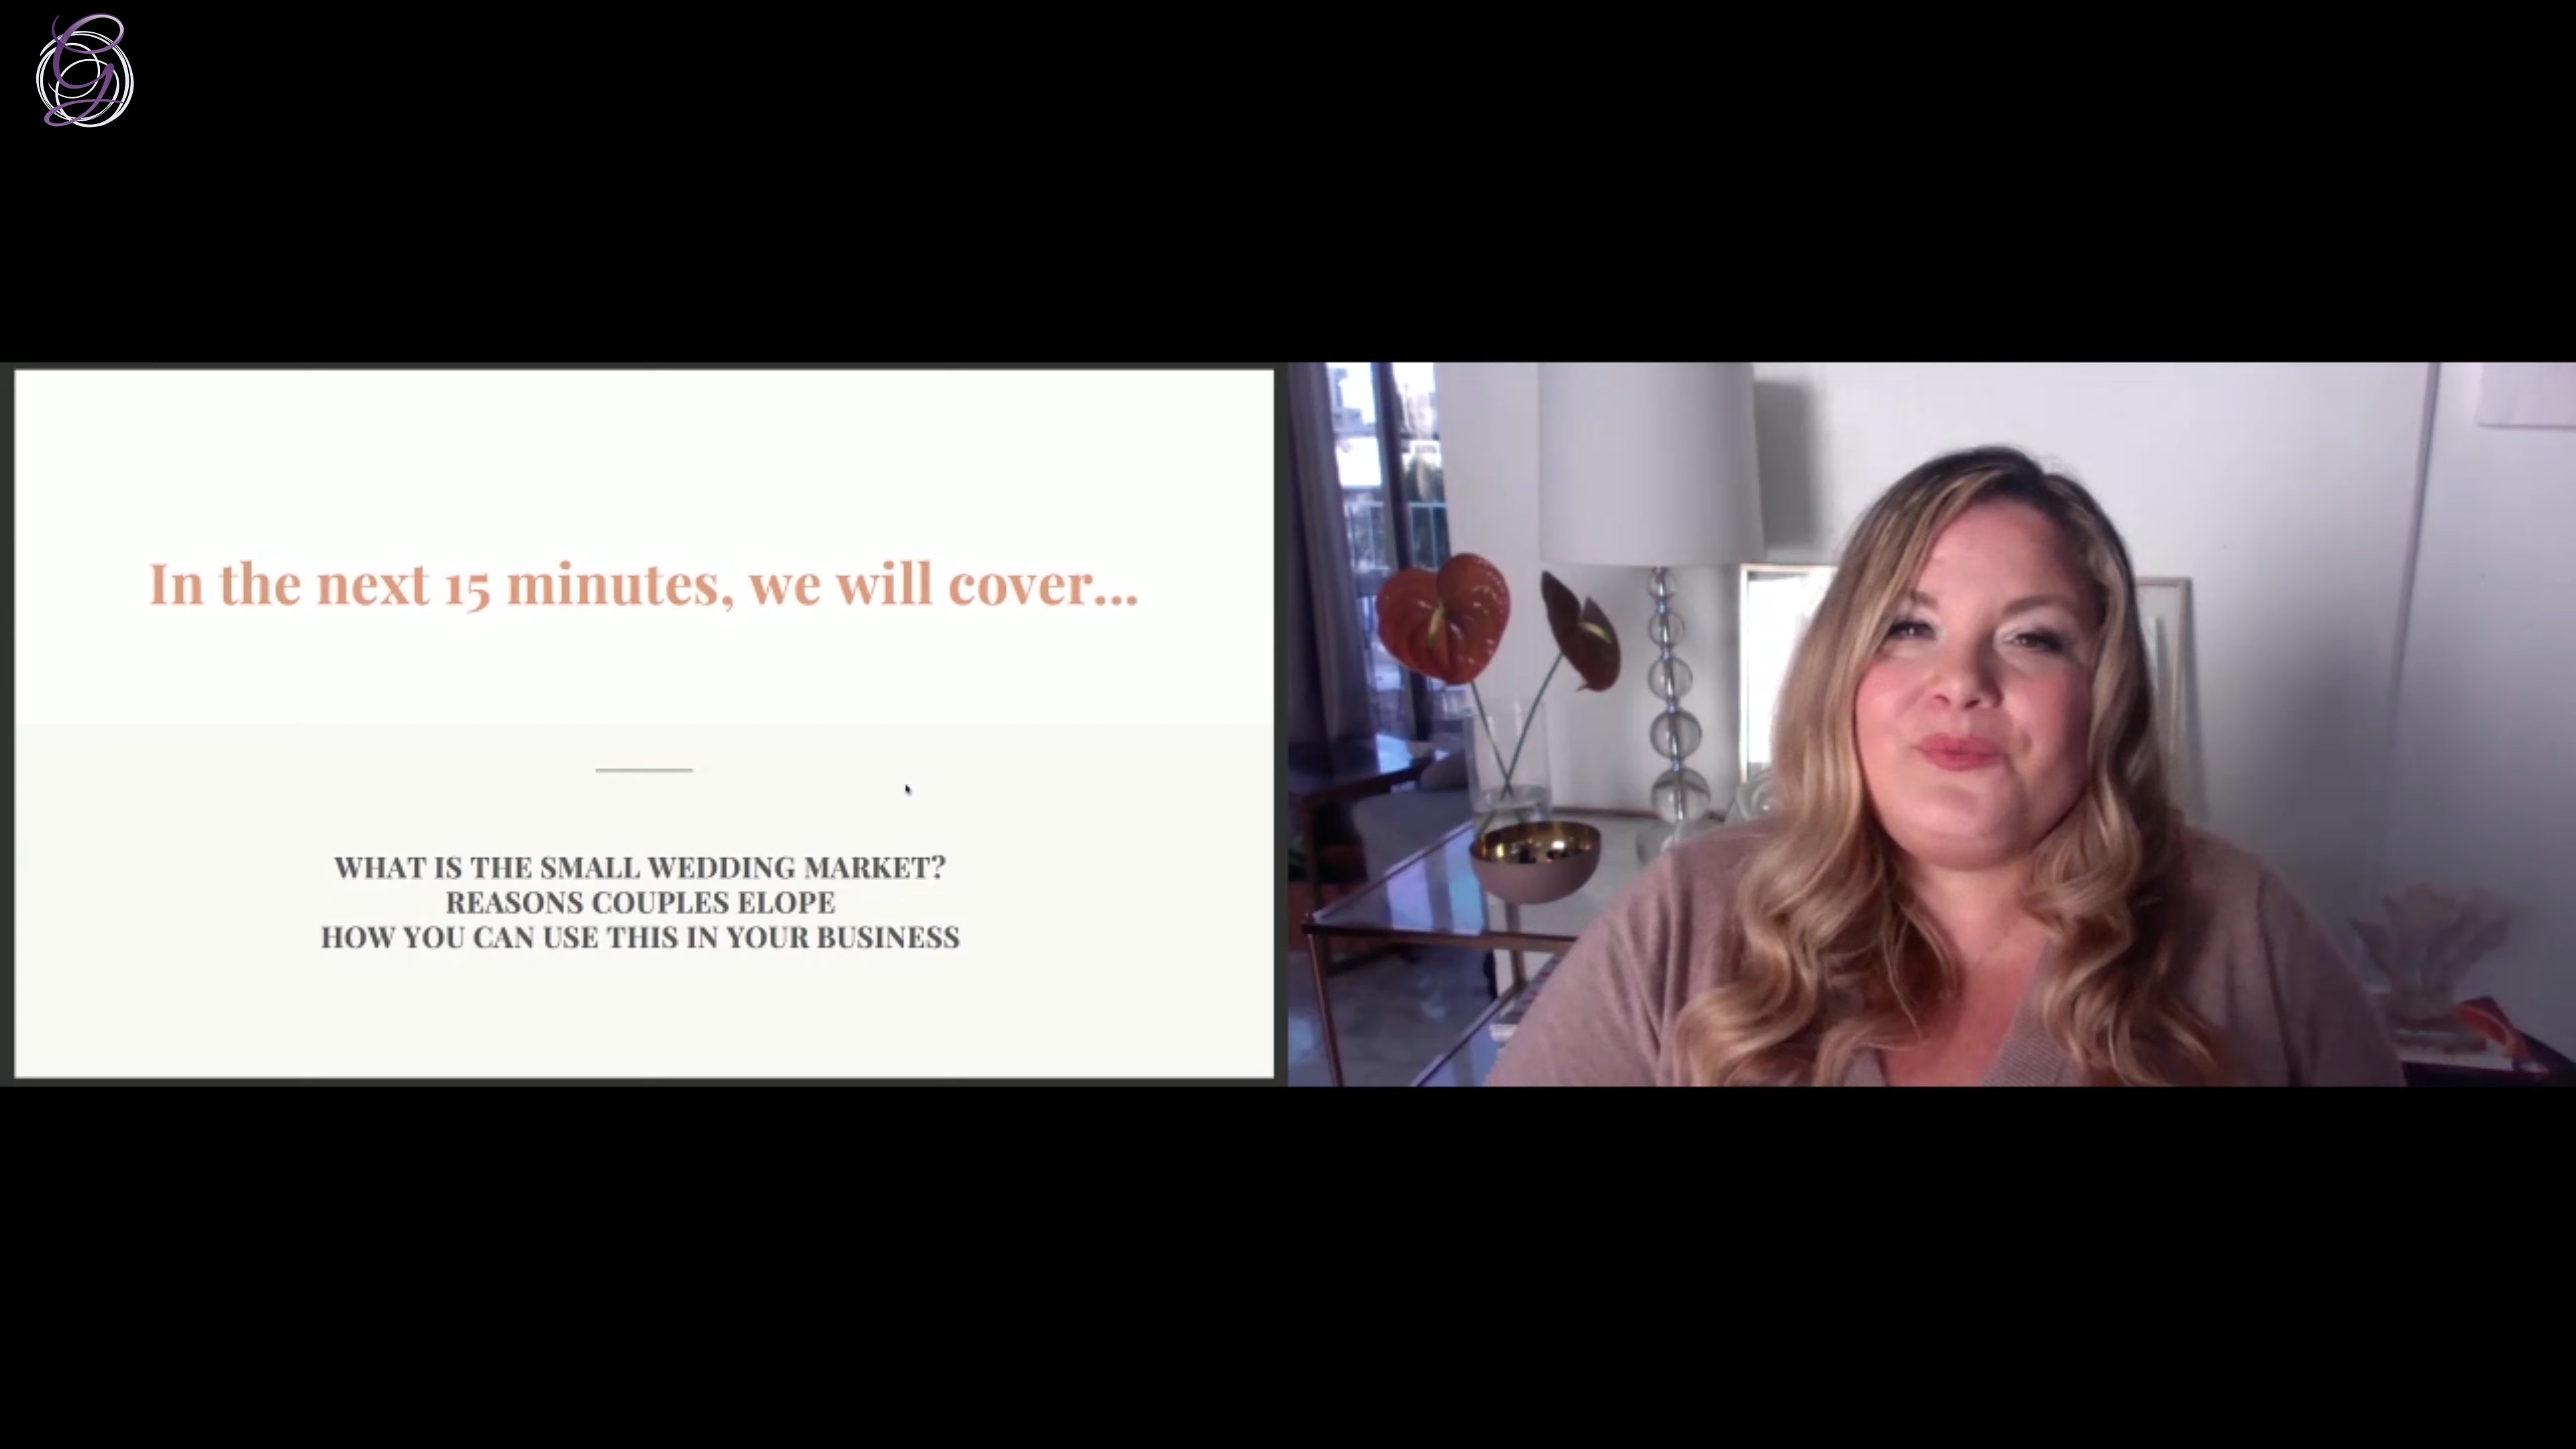 In the next 15 minutes, we will cover...
WHAT IS THE SMALL WEDDING MARKET?
REASONS COUPLES ELOPE
HOW YOU CAN USE THIS IN YOUR BUSINESS